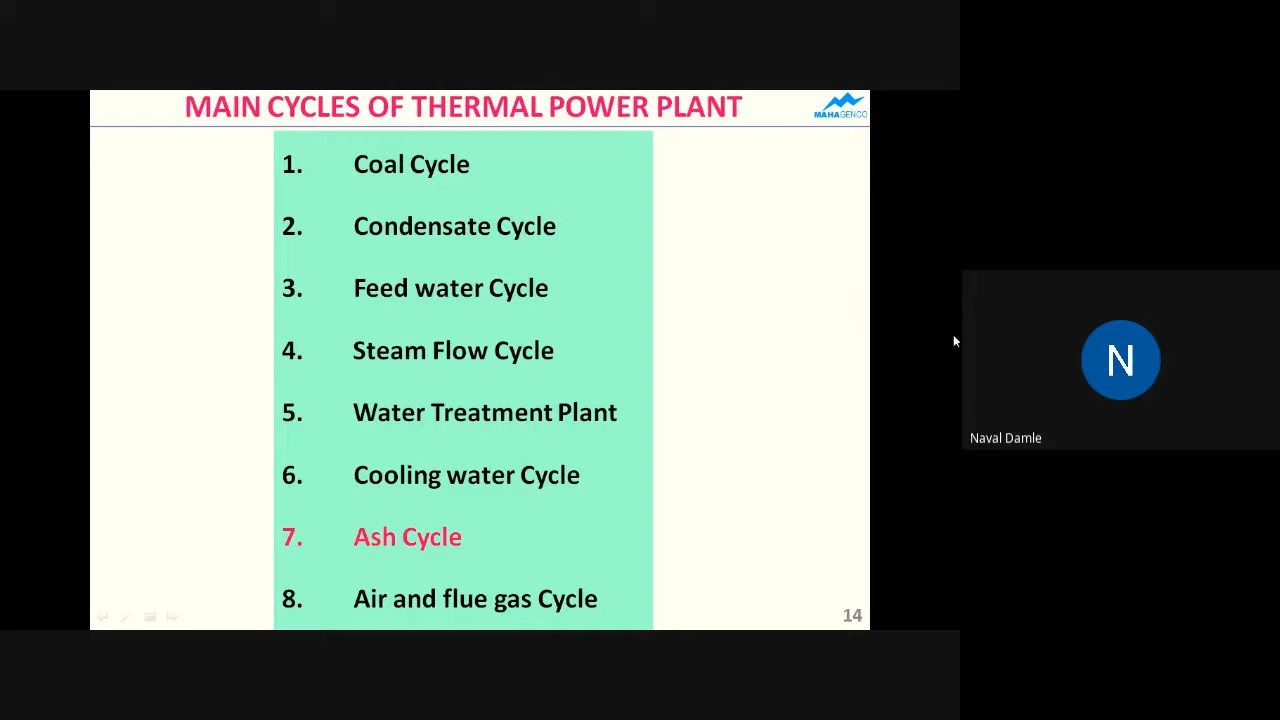 MAIN CYCLES OF THERMAL POWER PLANT
MAHAGENCO
1. Coal Cycle
2. Condensate Cycle
3. Feed water Cycle
4. Steam Flow Cycle
5. Water Treatment Plant
6. Cooling water Cycle
7. Ash Cycle
8. Air and flue gas Cycle
14
N
Naval Damle